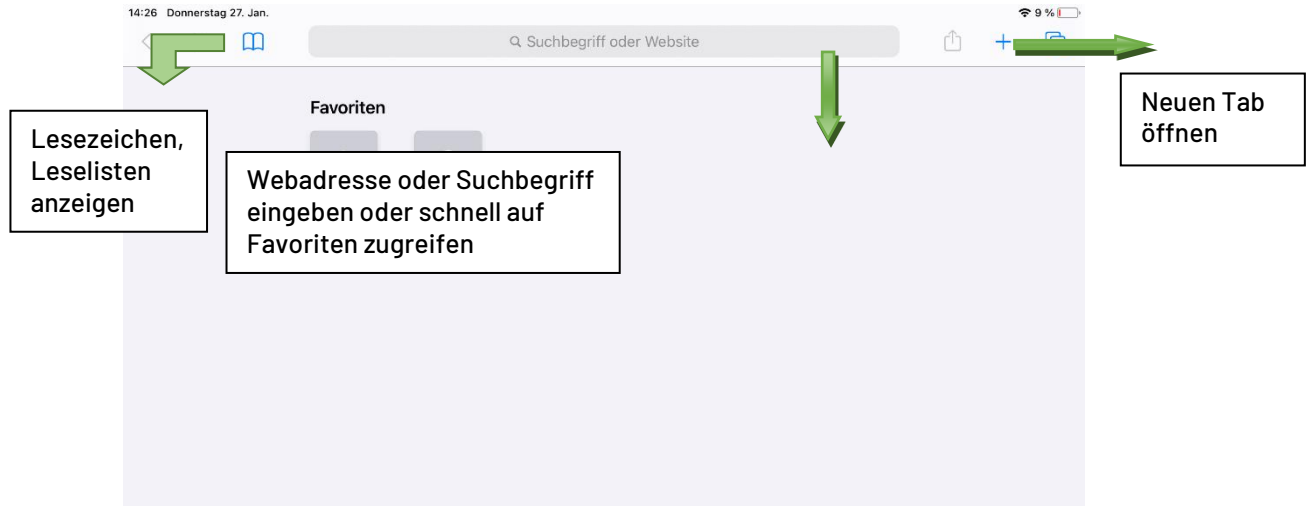 14:26 Donnerstag 27. Jan.
9 %
Suchbegriff oder Website
Favoriten
Lesezeichen,
Leselisten
anzeigen
Webadresse oder Suchbegriff
eingeben oder schnell auf
Favoriten zugreifen
Neuen Tab
öffnen